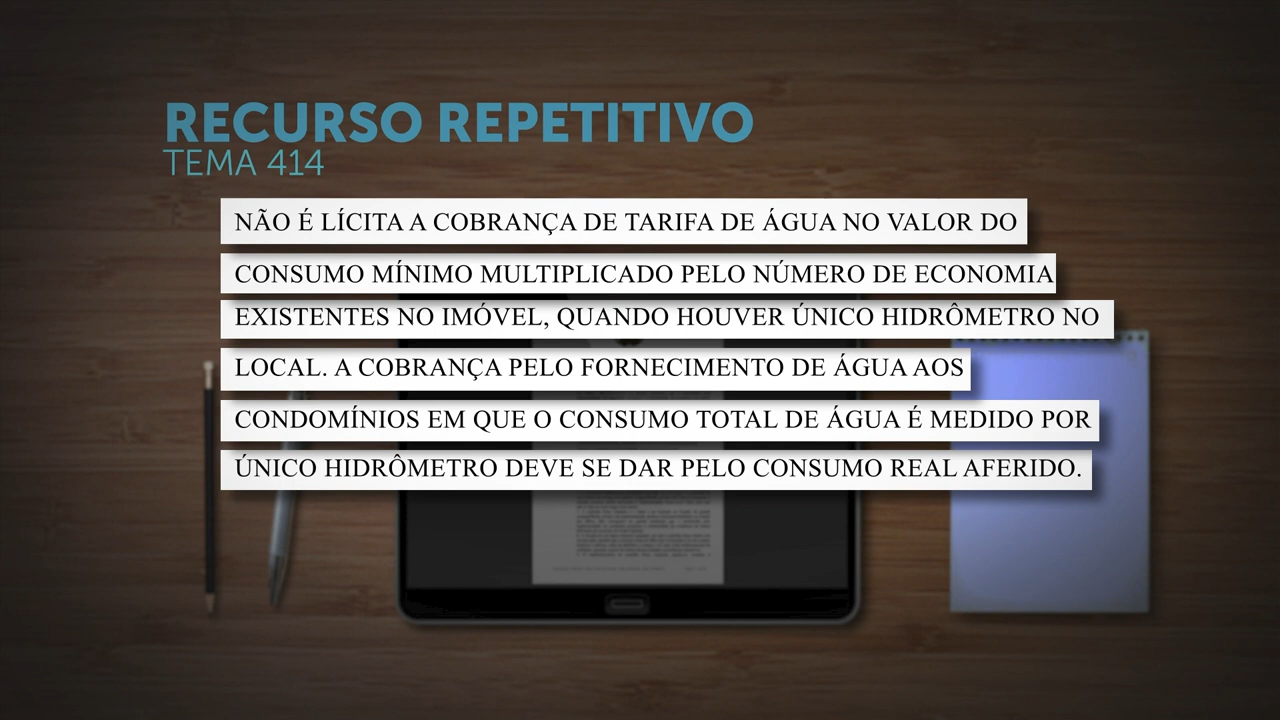 RECURSO REPETITIVO
TEMA 414
NÃO É LÍCITA A COBRANÇA DE TARIFA DE ÁGUA NO VALOR DO
CONSUMO MÍNIMO MULTIPLICADO PELO NÚMERO DE ECONOMIA
EXISTENTES NO IMÓVEL, QUANDO HOUVER ÚNICO HIDRÔMETRO NO
LOCAL. A COBRANÇA PELO FORNECIMENTO DE ÁGUA AOS
CONDOMÍNIOS EM QUE O CONSUMO TOTAL DE ÁGUA É MEDIDO POR
ÚNICO HIDRÔMETRO DEVE SE DAR PELO CONSUMO REAL AFERIDO.